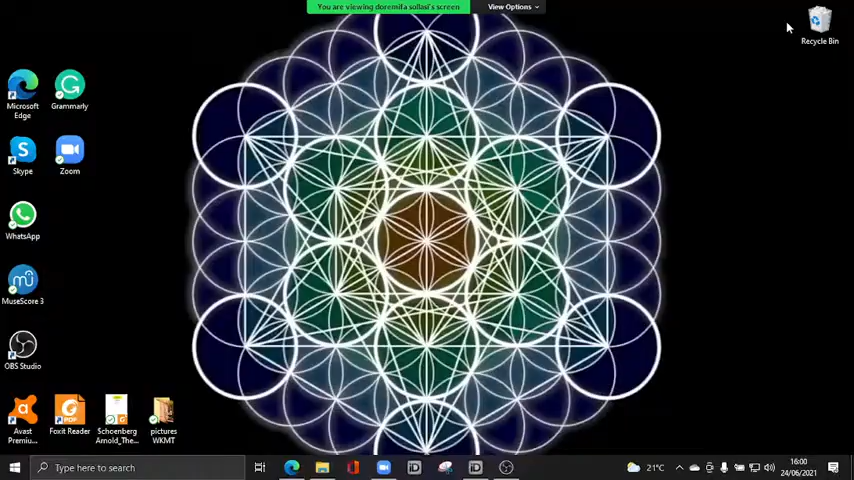 You are viewing doremifa sollasi's screen
View Options
Recycle Bin
Microsoft
Edge
Grammarly
Skype
Zoom
WhatsApp
MuseScore 3
OBS Studio
Avast
Premiu...
Foxit Reader
Schoenberg
Arnold_The...
pictures
WKMT
Type here to search
21°C
16:00
24/06/2021